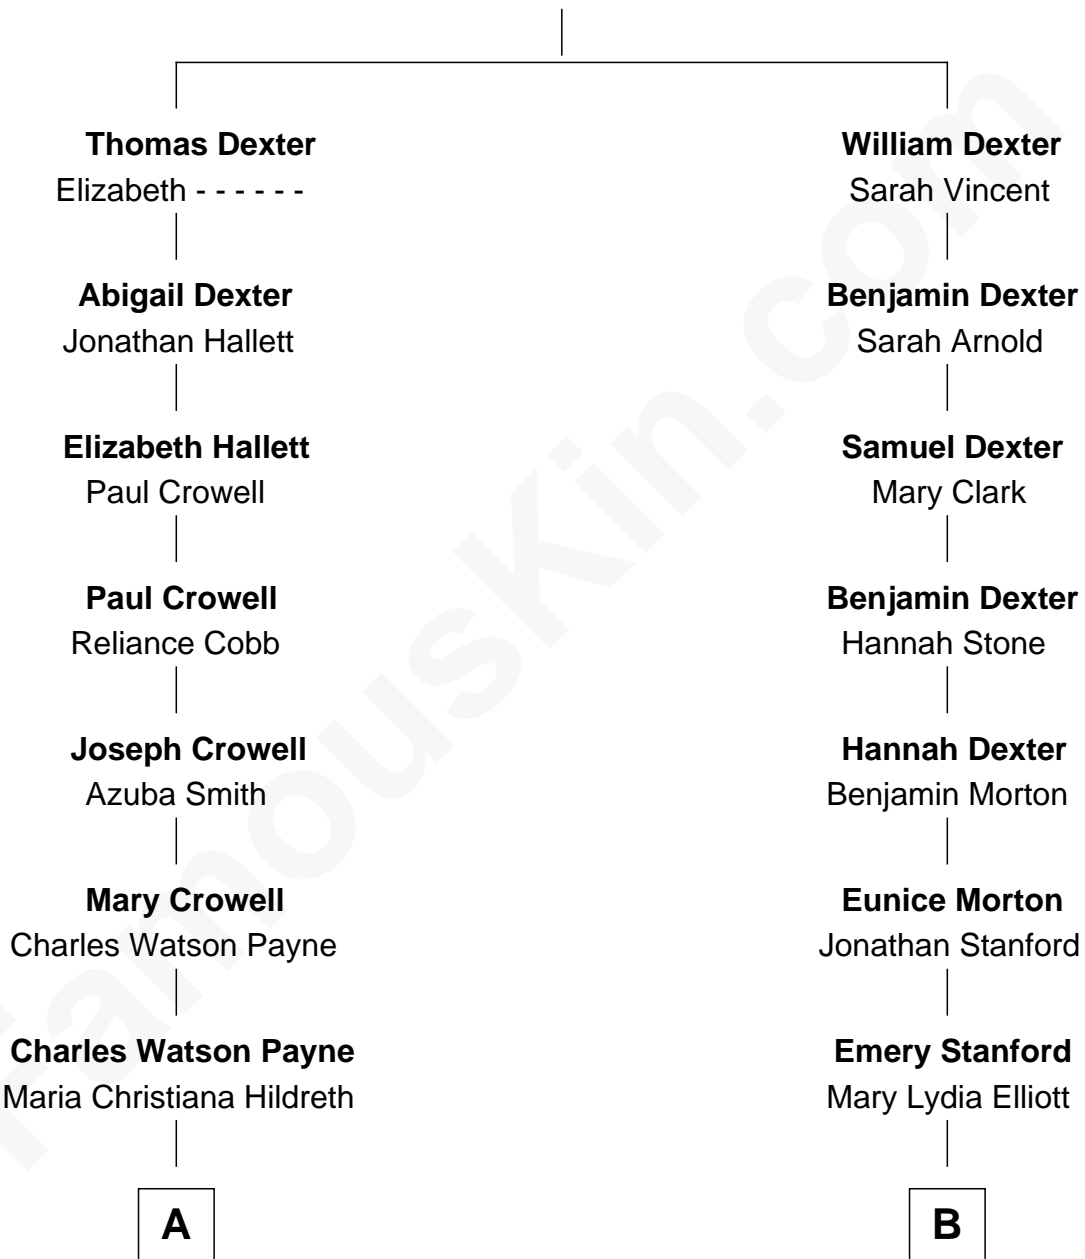 Thomas Dexter
Elizabeth - - - - - -
Abigail Dexter
Jonathan Hallett
Elizabeth Hallett
Paul Crowell
Paul Crowell
Reliance Cobb
Joseph Crowell
Azuba Smith
Mary Crowell
Charles Watson Payne
Charles Watson Payne
Maria Christiana Hildreth
A
William Dexter
Sarah Vincent
Benjamin Dexter
Sarah Arnold
Samuel Dexter
Mary Clark
Benjamin Dexter
Hannah Stone
Hannah Dexter
Benjamin Morton
Eunice Morton
Jonathan Stanford
Emery Stanford
Mary Lydia Elliott
B
FamousKin.com